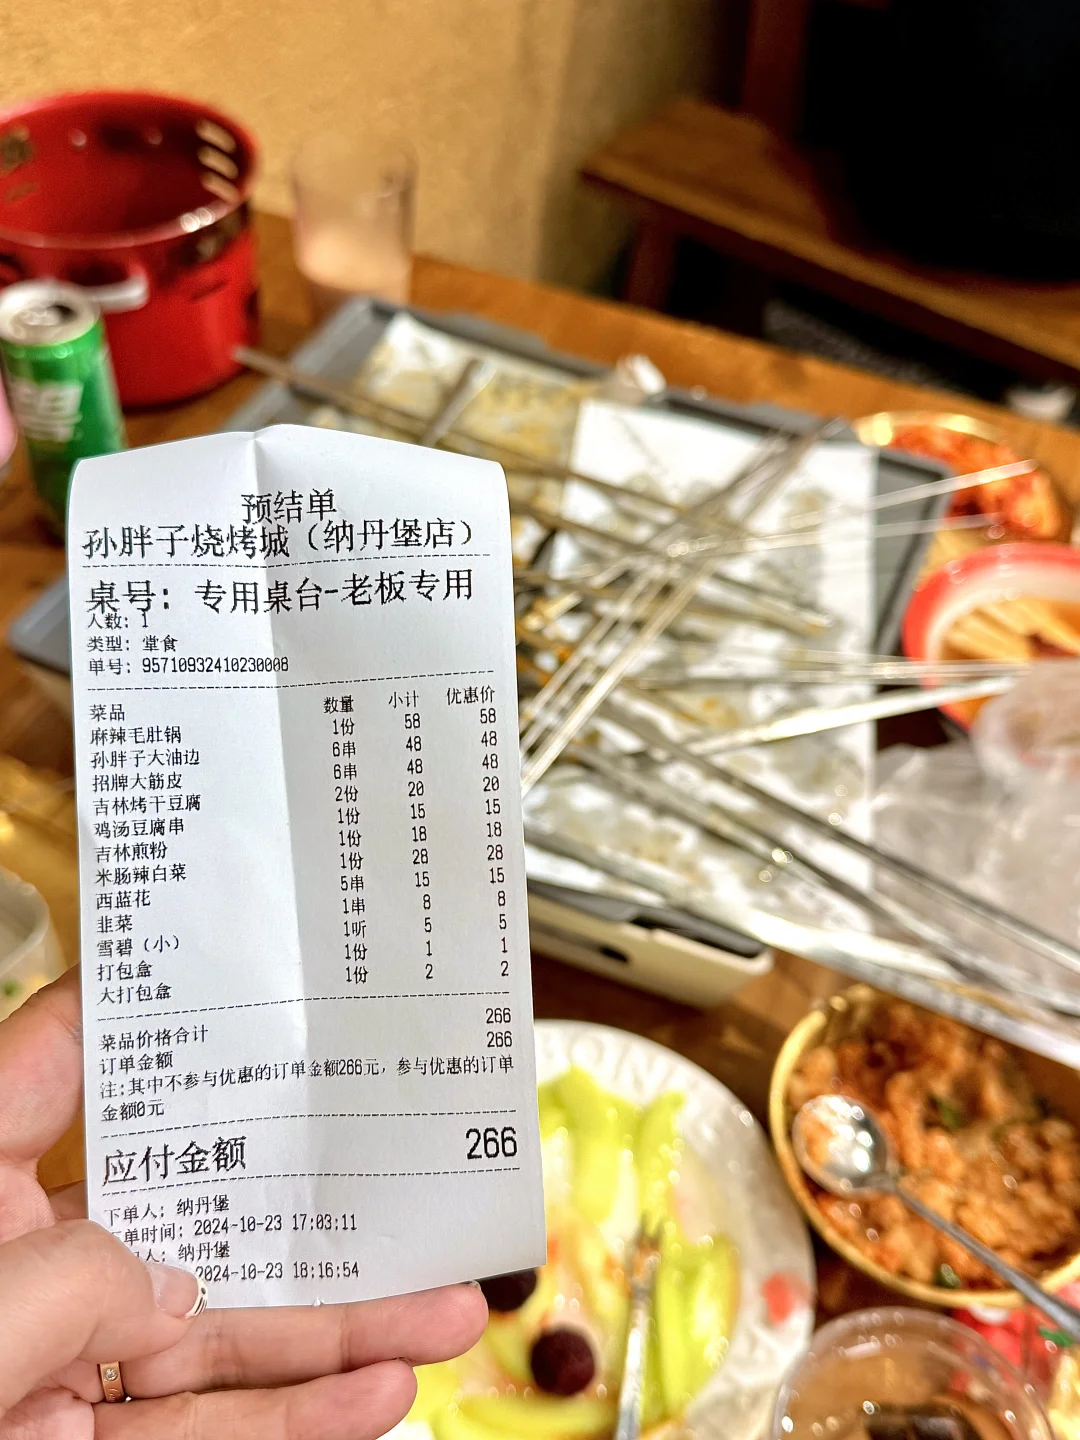 预结单
孙胖子烧烤城（纳丹堡店）
桌号: 专用桌台-老板专用
人数: 1
类型: 堂食
单号: 95710932410230008
菜品 数量 小计 优惠价
麻辣毛肚锅 1份 58 58
孙胖子大油边 6串 48 48
招牌大筋皮 6串 48 48
吉林烤干豆腐 2份 20 20
鸡汤豆腐串 1份 15 15
吉林煎粉 1份 18 18
米肠辣白菜 1份 28 28
西蓝花 5串 15 15
韭菜 1串 8 8
雪碧（小） 1听 5 5
打包盒 1份 1 1
大打包盒 1份 2 2
菜品价格合计 266
订单金额 266
注:其中不参与优惠的订单金额266元，参与优惠的订单
金额0元
应付金额 266
下单人: 纳丹堡
下单时间: 2024-10-23 17:03:11
人: 纳丹堡
2024-10-23 18:16:54
BONNE